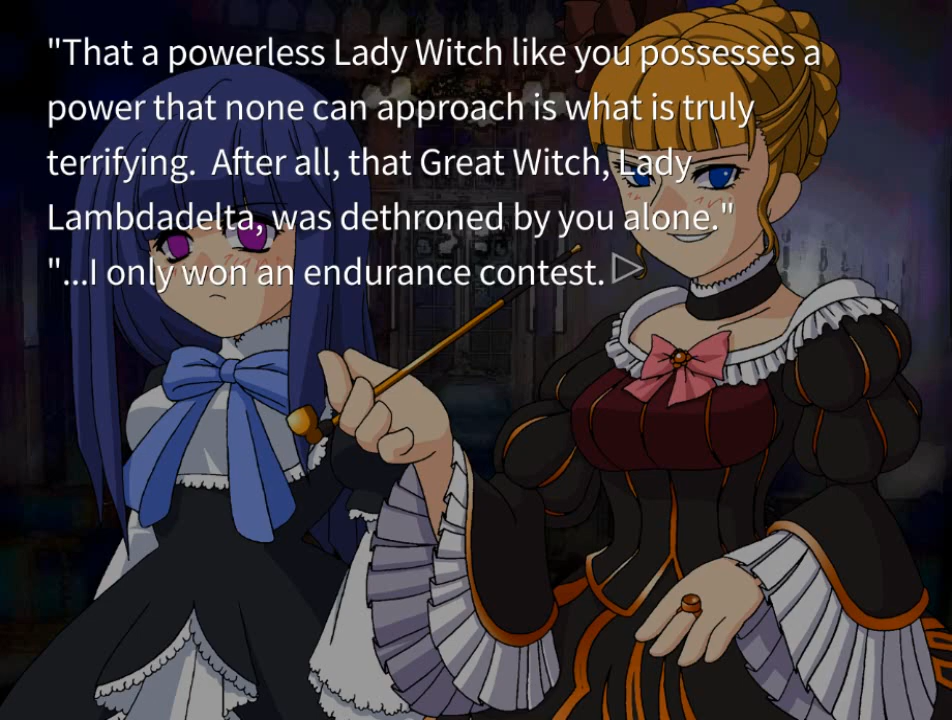 "That a powerless Lady Witch like you possesses a
power that none can approach is what is truly
terrifying.  After all, that Great Witch, Lady
Lambdadelta, was dethroned by you alone."
"...I only won an endurance contest.